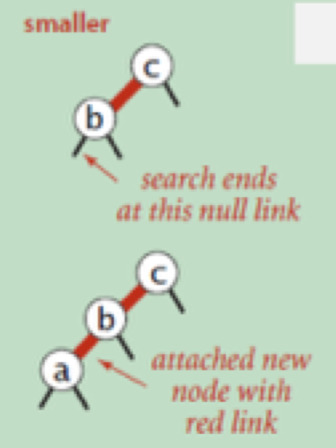 smaller
c
b
search ends
at this null link
c
b
a
attached new
node with
red link